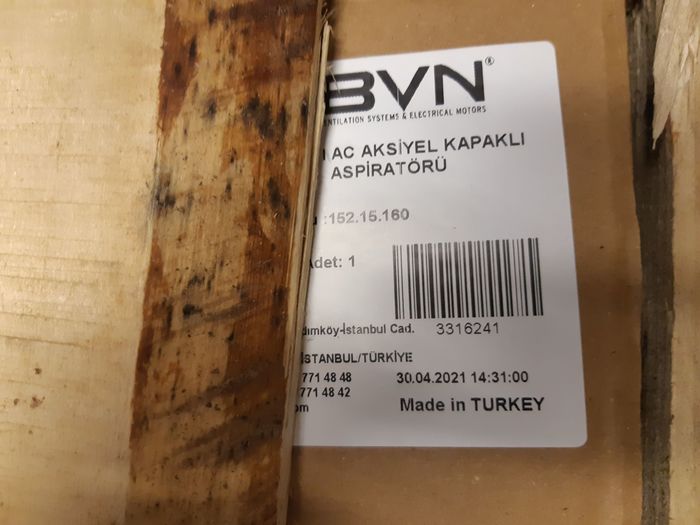 BVN®
VENTILATION SYSTEMS & ELECTRICAL MOTORS
AC AKSİYEL KAPAKLI
ASPİRATÖRÜ
:152.15.160
Adet: 1
3316241
-İstanbul Cad.
İSTANBUL/TÜRKİYE
771 48 48
30.04.2021 14:31:00
771 48 42
Made in TURKEY